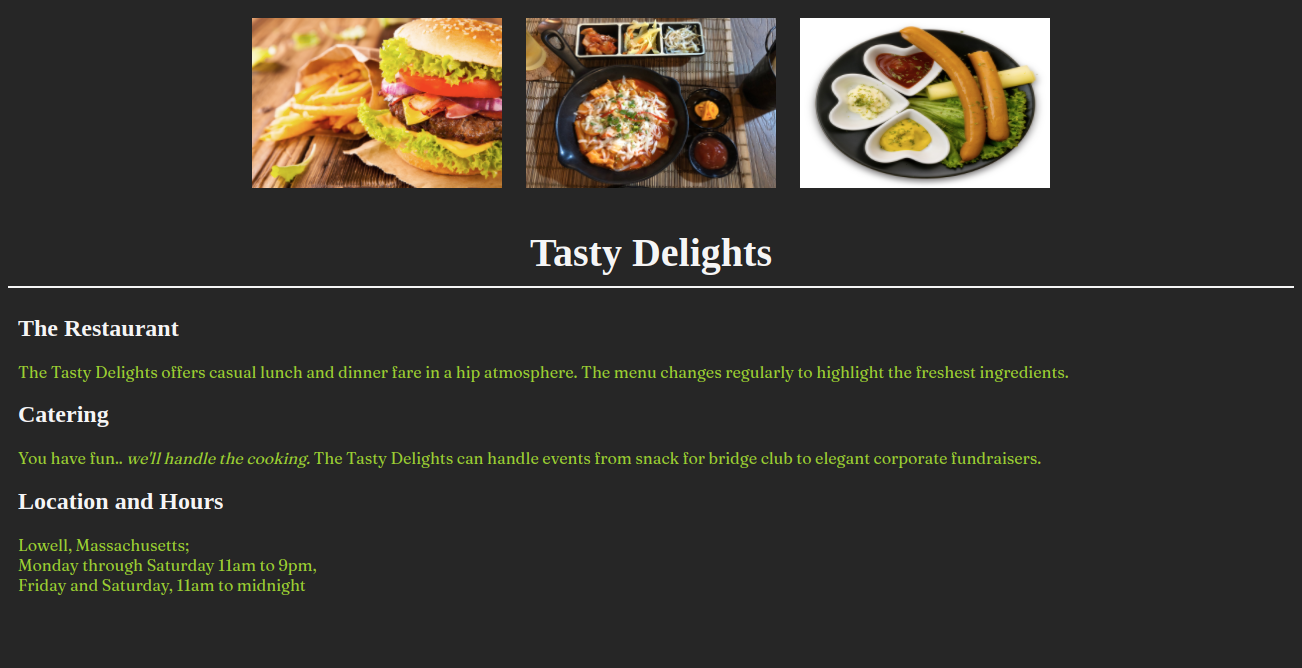 Tasty Delights
The Restaurant
The Tasty Delights offers casual lunch and dinner fare in a hip atmosphere. The menu changes regularly to highlight the freshest ingredients.
Catering
You have fun.. we'll handle the cooking. The Tasty Delights can handle events from snack for bridge club to elegant corporate fundraisers.
Location and Hours
Lowell, Massachusetts;
Monday through Saturday 11am to 9pm,
Friday and Saturday, 11am to midnight